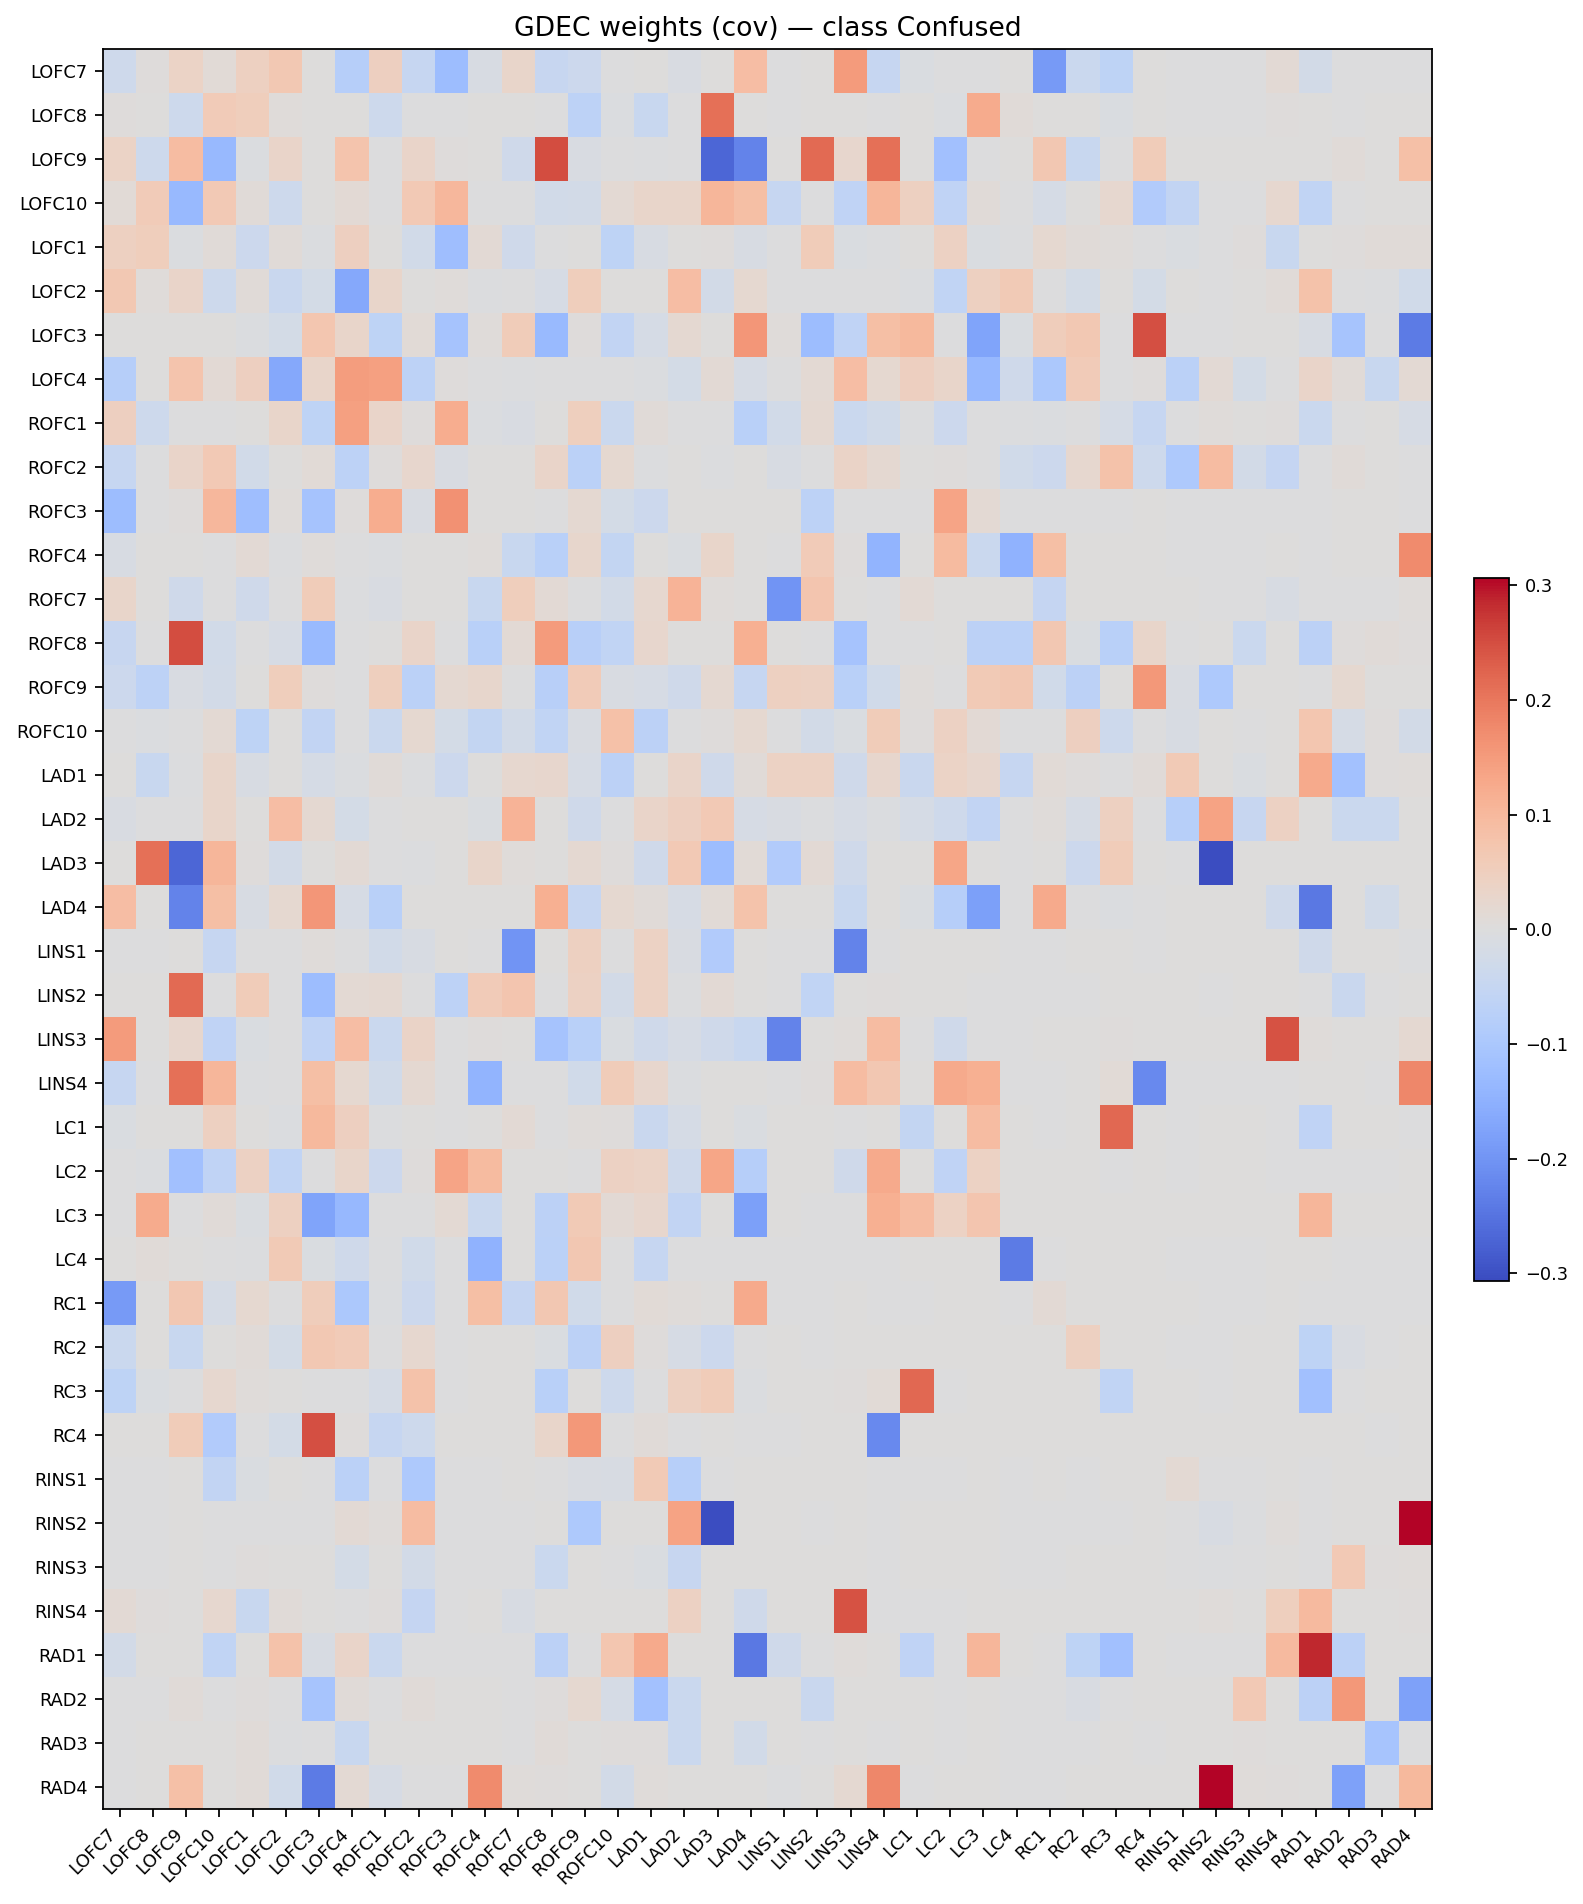 GDEC weights (cov) — class Confused
LOFC7
LOFC8
LOFC9
LOFC10
LOFC1
LOFC2
LOFC3
LOFC4
ROFC1
ROFC2
ROFC3
ROFC4
ROFC7
ROFC8
ROFC9
ROFC10
LAD1
LAD2
LAD3
LAD4
LINS1
LINS2
LINS3
LINS4
LC1
LC2
LC3
LC4
RC1
RC2
RC3
RC4
RINS1
RINS2
RINS3
RINS4
RAD1
RAD2
RAD3
RAD4
LOFC7 LOFC8 LOFC9 LOFC10 LOFC1 LOFC2 LOFC3 LOFC4 ROFC1 ROFC2 ROFC3 ROFC4 ROFC7 ROFC8 ROFC9 ROFC10 LAD1 LAD2 LAD3 LAD4 LINS1 LINS2 LINS3 LINS4 LC1 LC2 LC3 LC4 RC1 RC2 RC3 RC4 RINS1 RINS2 RINS3 RINS4 RAD1 RAD2 RAD3 RAD4
0.3
0.2
0.1
0.0
−0.1
−0.2
−0.3